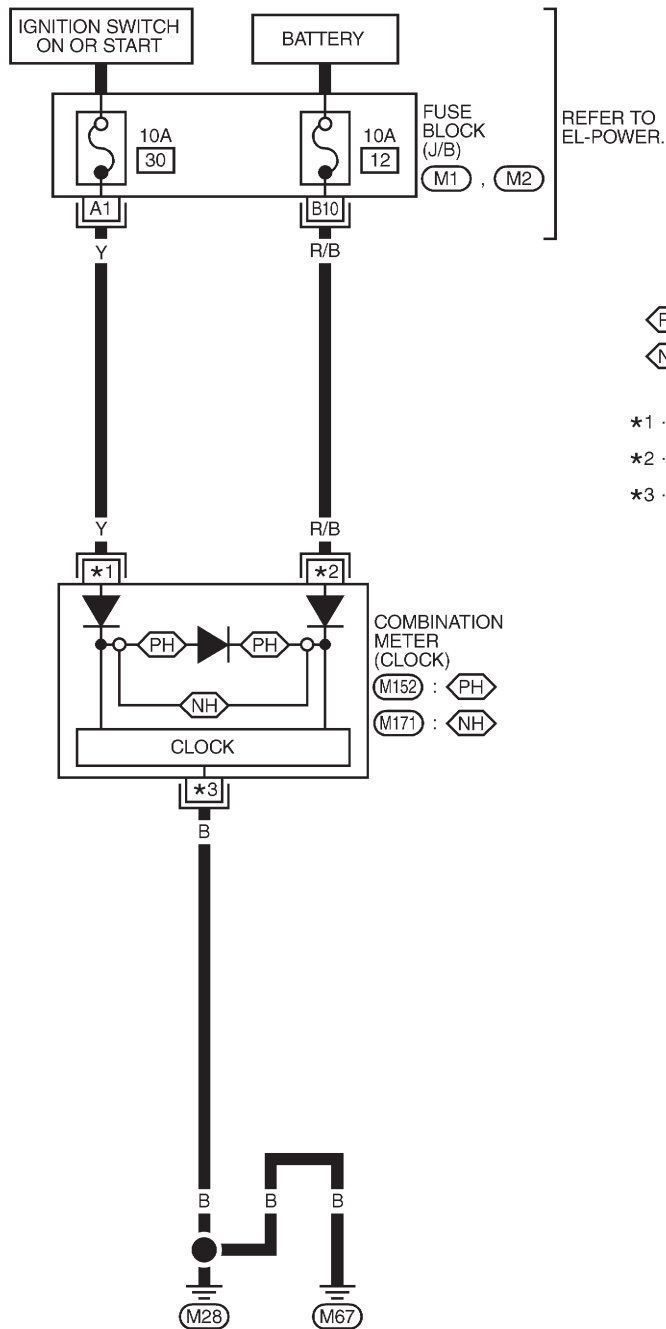 IGNITION SWITCH
ON OR START
BATTERY
10A
30
10A
12
FUSE
BLOCK
(J/B)
M1 , M2
REFER TO
EL-POWER.
A1
B10
Y
R/B
Y
R/B
*1
*2
*1
*2
*3
PH
PH
NH
CLOCK
COMBINATION
METER
(CLOCK)
M152 : PH
M171 : NH
*3
B
B
B
B
M28
M67